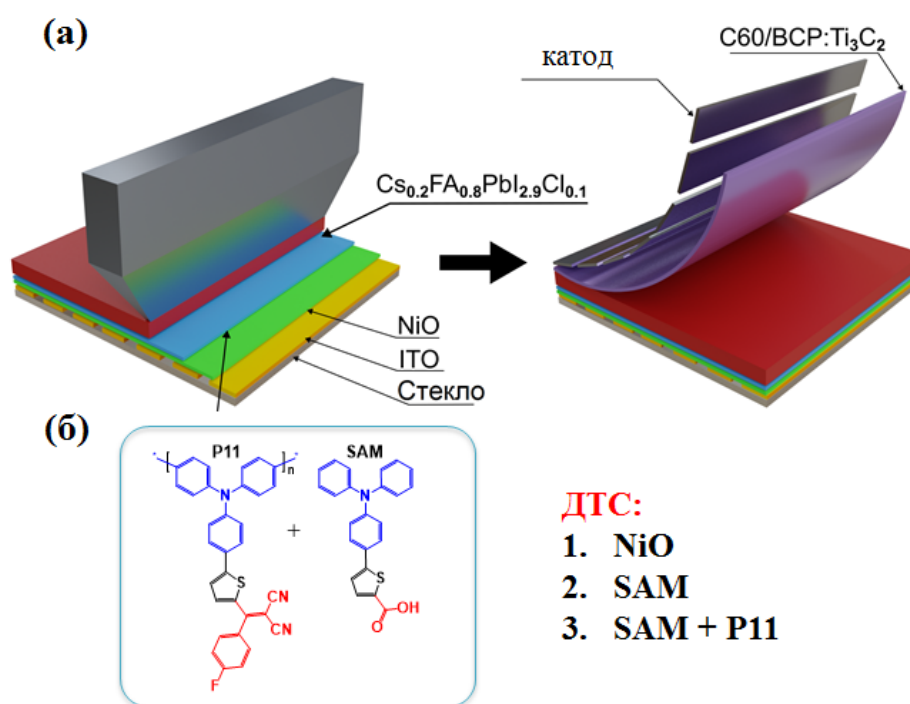 (а)
C60/BCP:Ti₃C₂
катод
Cs₀.₂FA₀.₈PbI₂.₉Cl₀.₁
NiO
ITO
Стекло
(б)
P11
SAM
* n *
N
N
+
S
S
CN
CN
OH
O
F
ДТС:
1. NiO
2. SAM
3. SAM + P11